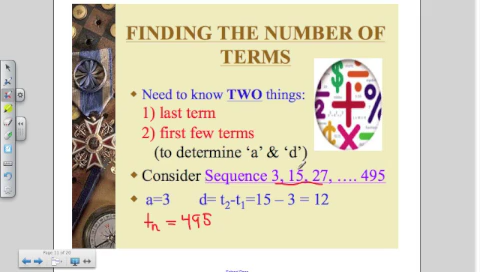 FINDING THE NUMBER OF
TERMS
Need to know TWO things:
1) last term
2) first few terms
(to determine ‘a’ & ‘d’)
Consider Sequence 3, 15, 27, …. 495
a=3 d= t₂-t₁=15 – 3 = 12
tₙ = 495